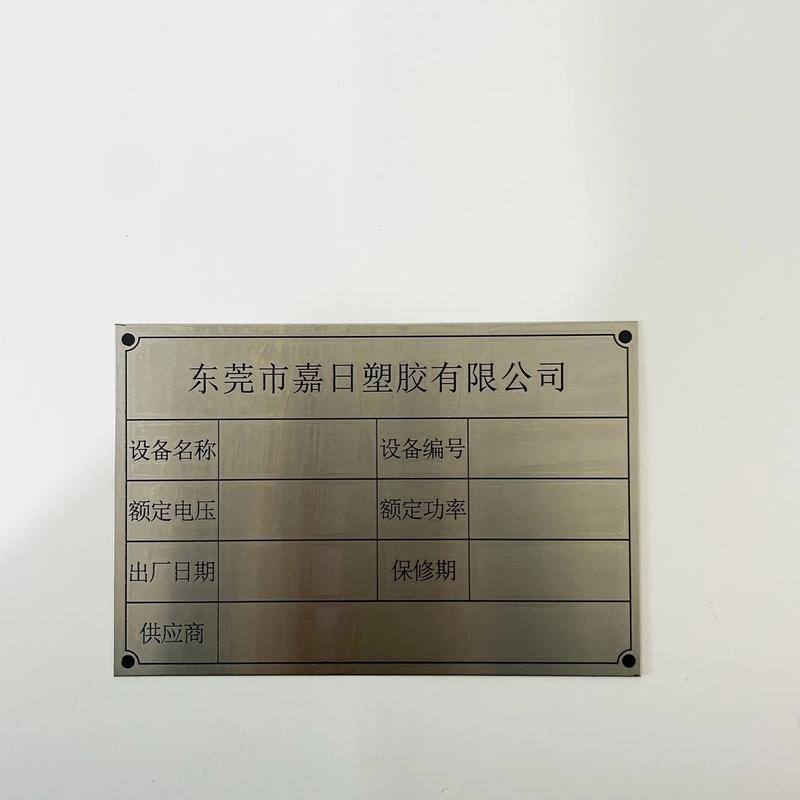 东莞市嘉日塑胶有限公司
设备名称 设备编号
额定电压 额定功率
出厂日期 保修期
供应商